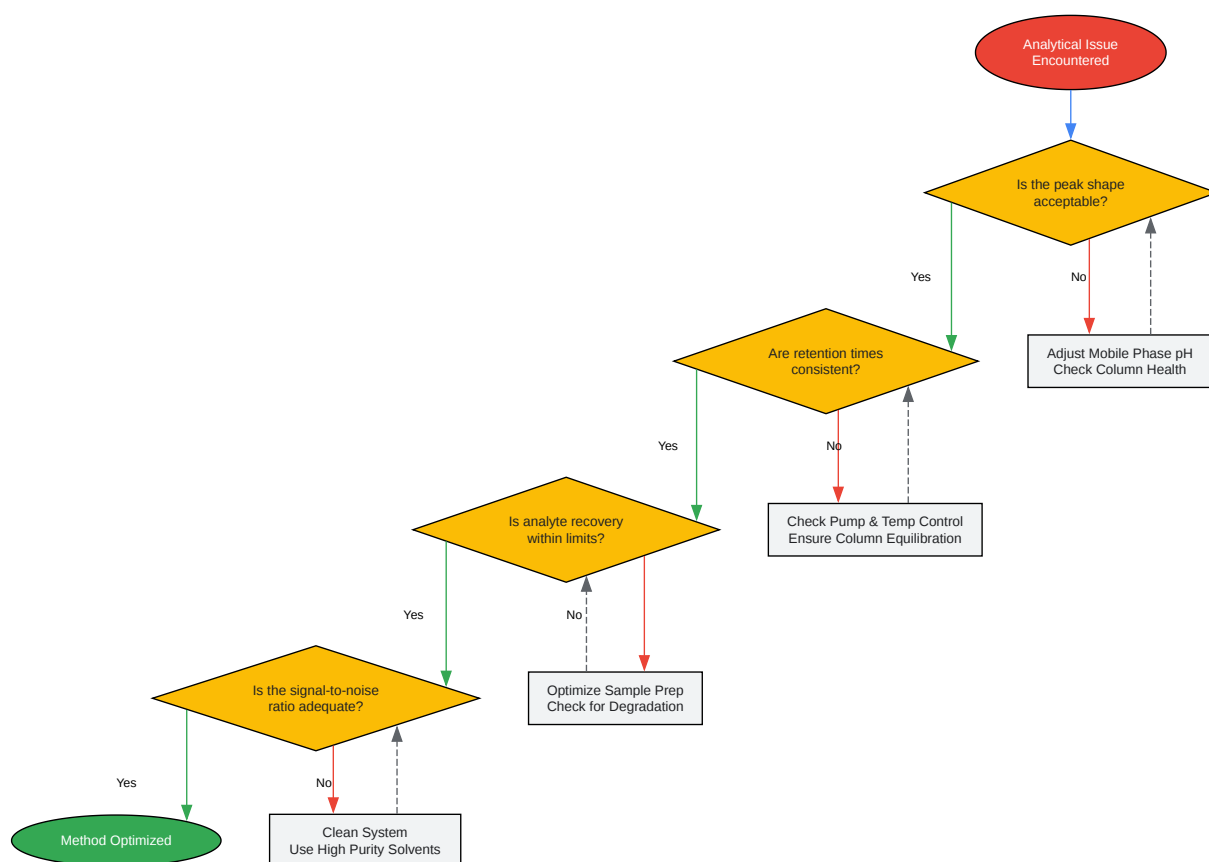 Analytical Issue
Encountered
Is the peak shape
acceptable?
Yes
No
Adjust Mobile Phase pH
Check Column Health
Are retention times
consistent?
Yes
No
Check Pump & Temp Control
Ensure Column Equilibration
Is analyte recovery
within limits?
Yes
No
Optimize Sample Prep
Check for Degradation
Is the signal-to-noise
ratio adequate?
Yes
No
Method Optimized
Clean System
Use High Purity Solvents